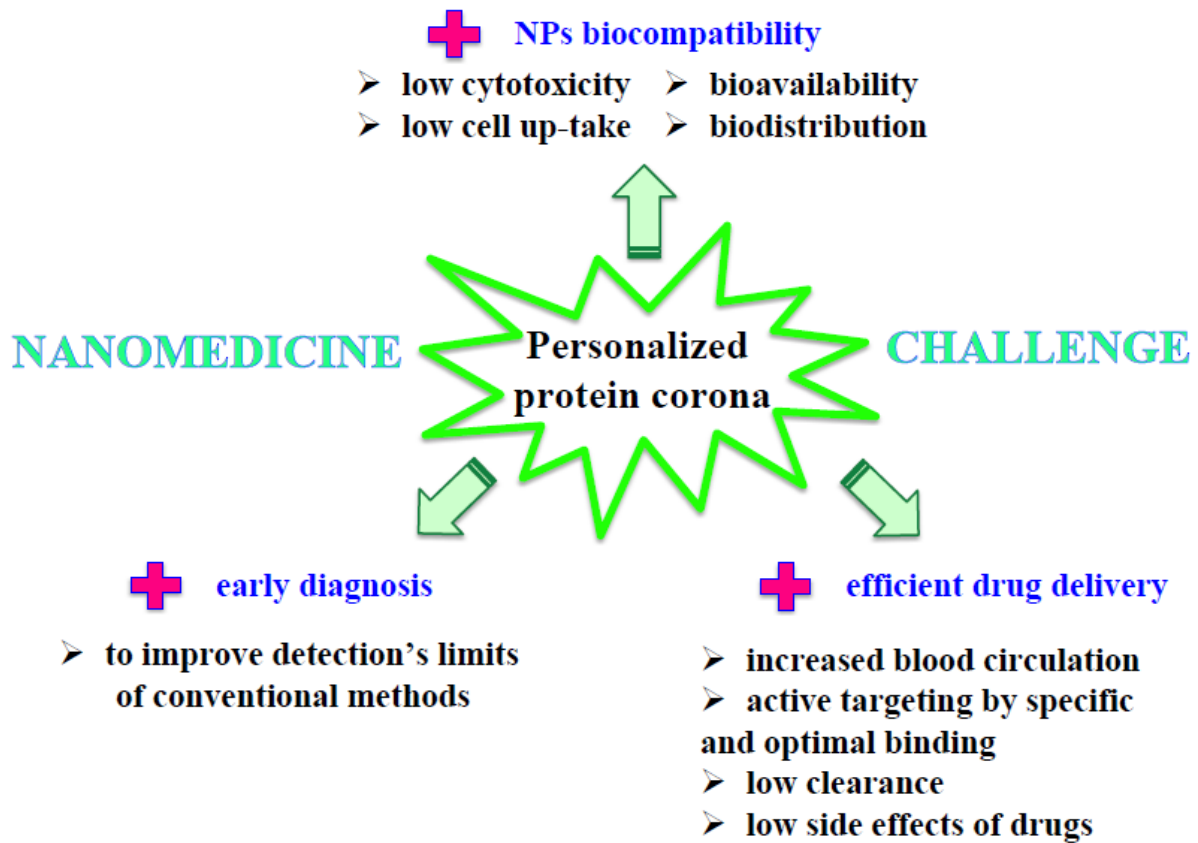 NPs biocompatibility
➢ low cytotoxicity ➢ bioavailability
➢ low cell up-take ➢ biodistribution
NANOMEDICINE
Personalized
protein corona
CHALLENGE
early diagnosis
➢ to improve detection’s limits
of conventional methods
efficient drug delivery
➢ increased blood circulation
➢ active targeting by specific
and optimal binding
➢ low clearance
➢ low side effects of drugs